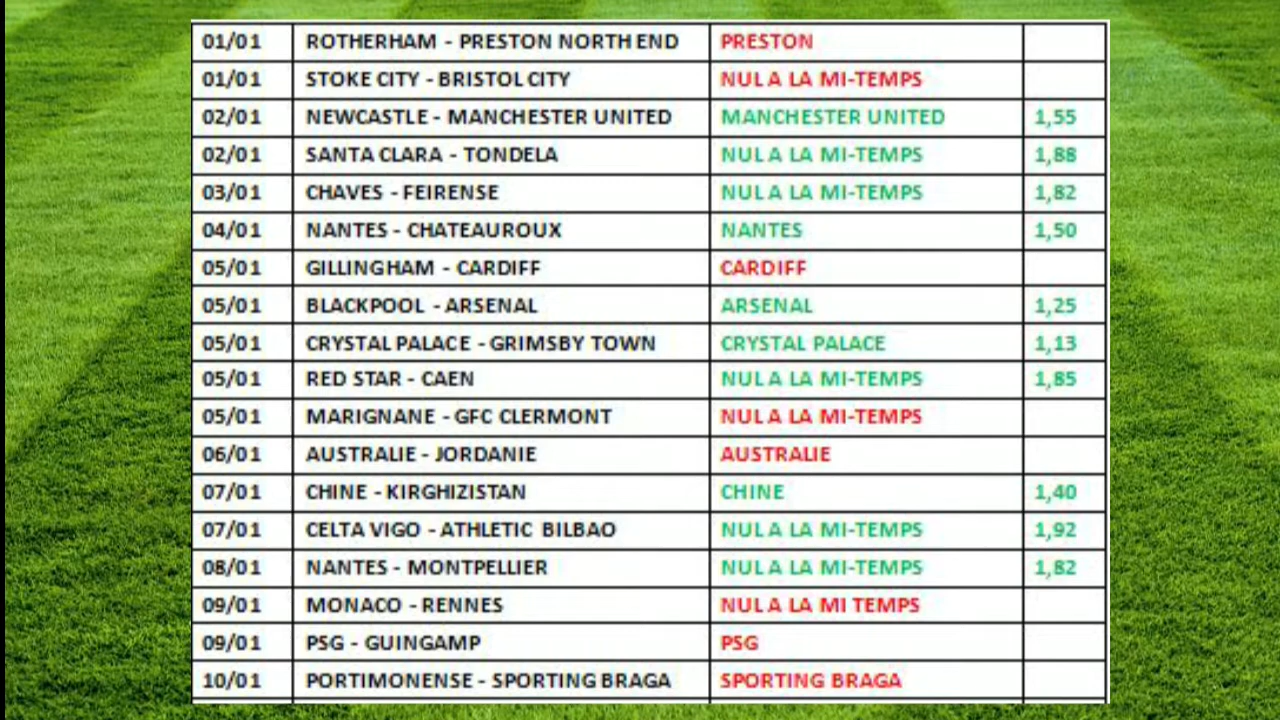 01/01 ROTHERHAM - PRESTON NORTH END PRESTON
01/01 STOKE CITY - BRISTOL CITY NUL A LA MI-TEMPS
02/01 NEWCASTLE - MANCHESTER UNITED MANCHESTER UNITED 1,55
02/01 SANTA CLARA - TONDELA NUL A LA MI-TEMPS 1,88
03/01 CHAVES - FEIRENSE NUL A LA MI-TEMPS 1,82
04/01 NANTES - CHATEAUROUX NANTES 1,50
05/01 GILLINGHAM - CARDIFF CARDIFF
05/01 BLACKPOOL - ARSENAL ARSENAL 1,25
05/01 CRYSTAL PALACE - GRIMSBY TOWN CRYSTAL PALACE 1,13
05/01 RED STAR - CAEN NUL A LA MI-TEMPS 1,85
05/01 MARIGNANE - GFC CLERMONT NUL A LA MI-TEMPS
06/01 AUSTRALIE - JORDANIE AUSTRALIE
07/01 CHINE - KIRGHIZISTAN CHINE 1,40
07/01 CELTA VIGO - ATHLETIC BILBAO NUL A LA MI-TEMPS 1,92
08/01 NANTES - MONTPELLIER NUL A LA MI-TEMPS 1,82
09/01 MONACO - RENNES NUL A LA MI TEMPS
09/01 PSG - GUINGAMP PSG
10/01 PORTIMONENSE - SPORTING BRAGA SPORTING BRAGA